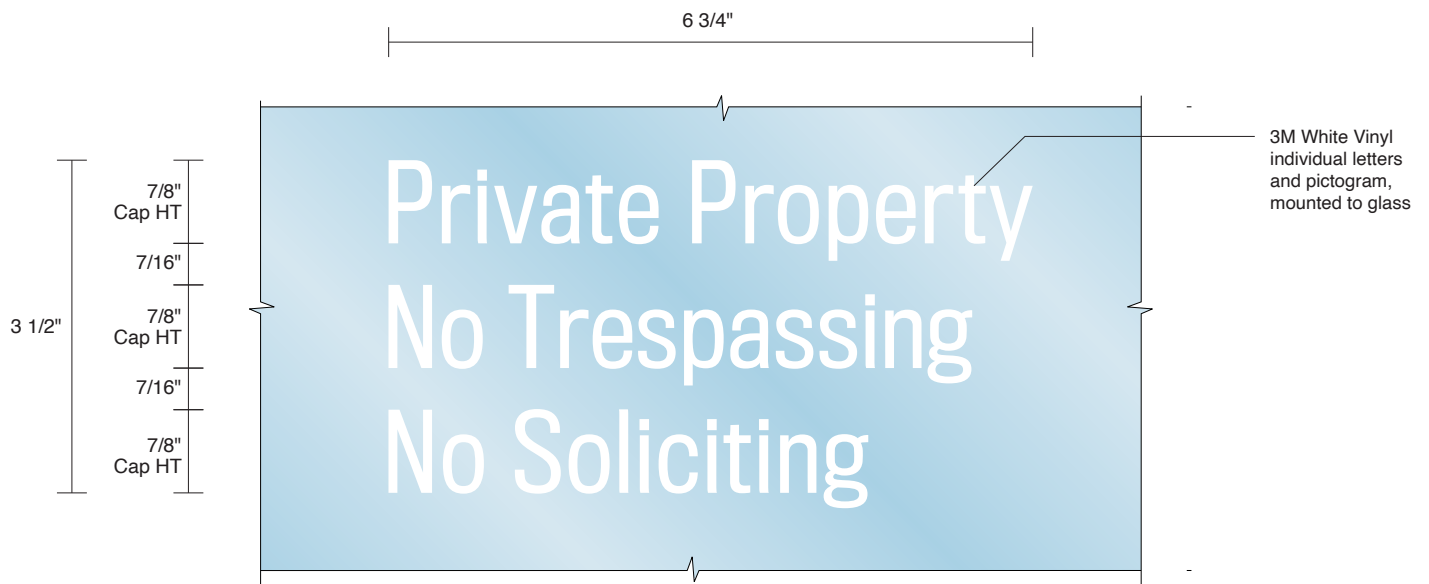 6 3/4"
Private Property
No Trespassing
No Soliciting
3 1/2"
7/8"
Cap HT
7/16"
7/8"
Cap HT
7/16"
7/8"
Cap HT
3M White Vinyl
individual letters
and pictogram,
mounted to glass